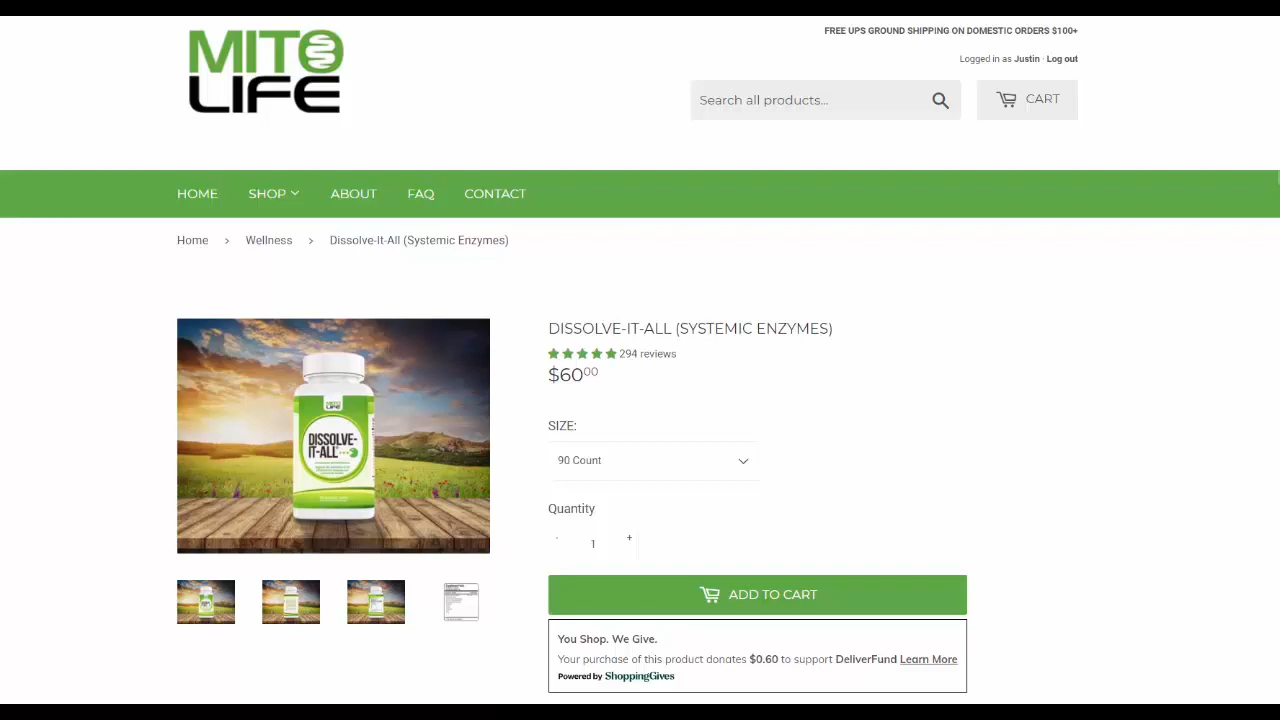 MITO
LIFE
FREE UPS GROUND SHIPPING ON DOMESTIC ORDERS $100+
Logged in as Justin · Log out
Search all products...
CART
HOME
SHOP
ABOUT
FAQ
CONTACT
Home › Wellness › Dissolve-It-All (Systemic Enzymes)
MITO
LIFE
DISSOLVE-
IT-ALL
DISSOLVE-IT-ALL (SYSTEMIC ENZYMES)
294 reviews
$6000
SIZE:
90 Count
Quantity
- 1 +
ADD TO CART
You Shop. We Give.
Your purchase of this product donates $0.60 to support DeliverFund Learn More
Powered by ShoppingGives